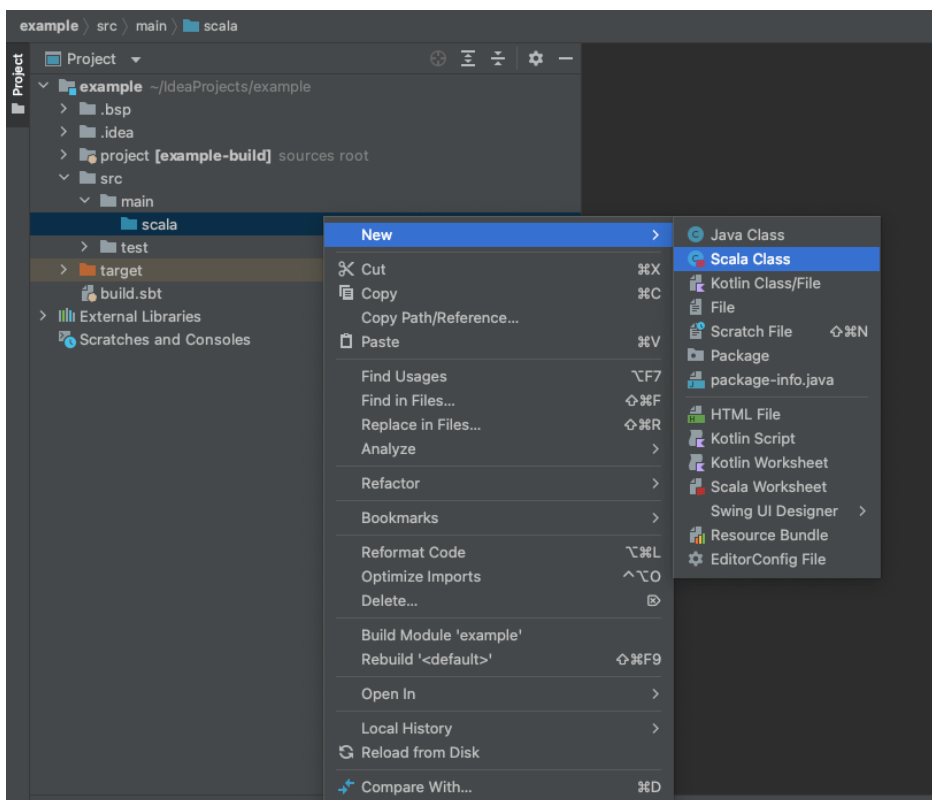 example › src › main › scala
Project
Project
example ~/IdeaProjects/example
.bsp
.idea
project [example-build] sources root
src
main
scala
test
target
build.sbt
External Libraries
Scratches and Consoles
New
Cut ⌘X
Copy ⌘C
Copy Path/Reference...
Paste ⌘V
Find Usages ⌥F7
Find in Files... ⇧⌘F
Replace in Files... ⇧⌘R
Analyze
Refactor
Bookmarks
Reformat Code ⌥⌘L
Optimize Imports ^⌥O
Delete... ⌦
Build Module 'example'
Rebuild '<default>' ⇧⌘F9
Open In
Local History
Reload from Disk
Compare With... ⌘D
Java Class
Scala Class
Kotlin Class/File
File
Scratch File ⇧⌘N
Package
package-info.java
HTML File
Kotlin Script
Kotlin Worksheet
Scala Worksheet
Swing UI Designer
Resource Bundle
EditorConfig File